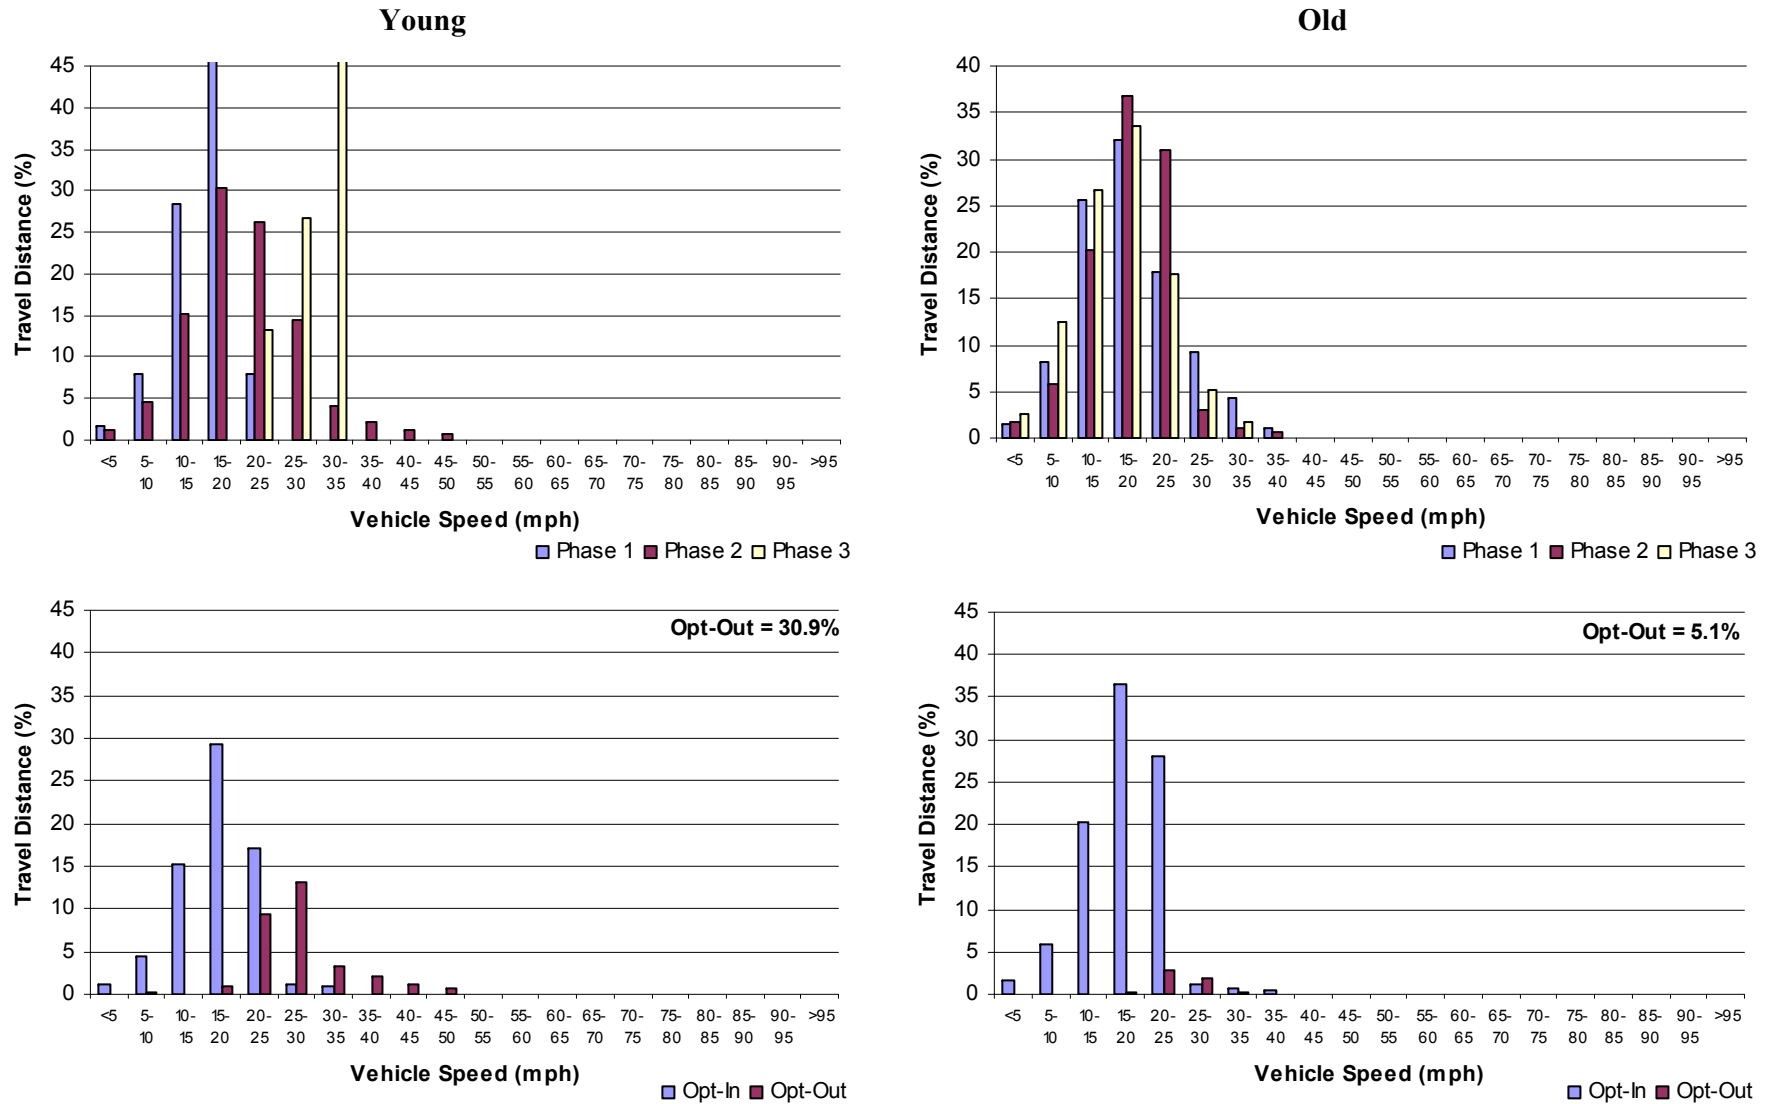 Young
45
40
35
30
25
20
15
10
5
0
Travel Distance (%)
<5 5- 10- 15- 20- 25- 30- 35- 40- 45- 50- 55- 60- 65- 70- 75- 80- 85- 90- >95
10 15 20 25 30 35 40 45 50 55 60 65 70 75 80 85 90 95
Vehicle Speed (mph)
Phase 1 Phase 2 Phase 3
Old
40
35
30
25
20
15
10
5
0
Travel Distance (%)
<5 5- 10- 15- 20- 25- 30- 35- 40- 45- 50- 55- 60- 65- 70- 75- 80- 85- 90- >95
10 15 20 25 30 35 40 45 50 55 60 65 70 75 80 85 90 95
Vehicle Speed (mph)
Phase 1 Phase 2 Phase 3
Opt-Out = 30.9%
45
40
35
30
25
20
15
10
5
0
Travel Distance (%)
<5 5- 10- 15- 20- 25- 30- 35- 40- 45- 50- 55- 60- 65- 70- 75- 80- 85- 90- >95
10 15 20 25 30 35 40 45 50 55 60 65 70 75 80 85 90 95
Vehicle Speed (mph)
Opt-In Opt-Out
Opt-Out = 5.1%
45
40
35
30
25
20
15
10
5
0
Travel Distance (%)
<5 5- 10- 15- 20- 25- 30- 35- 40- 45- 50- 55- 60- 65- 70- 75- 80- 85- 90- >95
10 15 20 25 30 35 40 45 50 55 60 65 70 75 80 85 90 95
Vehicle Speed (mph)
Opt-In Opt-Out